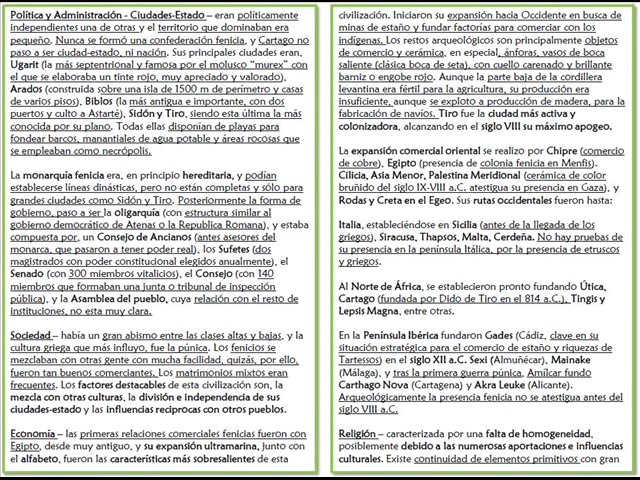 Política y Administración - Ciudades-Estado – eran políticamente
independientes una de otras y el territorio que dominaban era
pequeño. Nunca se formó una confederación fenicia, y Cartago no
paso a ser ciudad-estado, ni nación. Sus principales ciudades eran,
Ugarit (la más septentrional y famosa por el molusco "murex" con
el que se elaboraba un tinte rojo, muy apreciado y valorado),
Arados (construida sobre una isla de 1500 m de perímetro y casas
de varios pisos), Biblos (la más antigua e importante, con dos
puertos y culto a Astarté), Sidón y Tiro, siendo esta última la más
conocida por su plano. Todas ellas disponían de playas para
fondear barcos, manantiales de agua potable y áreas rocosas que
se empleaban como necrópolis.
La monarquía fenicia era, en principio hereditaria, y podían
establecerse líneas dinásticas, pero no están completas y sólo para
grandes ciudades como Sidón y Tiro. Posteriormente la forma de
gobierno, paso a ser la oligarquía (con estructura similar al
gobierno democrático de Atenas o la Republica Romana), y estaba
compuesta por, un Consejo de Ancianos (antes asesores del
monarca, que pasaron a tener poder real), los Sufetes (dos
magistrados con poder constitucional elegidos anualmente), el
Senado (con 300 miembros vitalicios), el Consejo (con 140
miembros que formaban una junta o tribunal de inspección
pública), y la Asamblea del pueblo, cuya relación con el resto de
instituciones, no esta muy clara.
Sociedad – había un gran abismo entre las clases altas y bajas, y la
cultura griega que más influyo, fue la púnica. Los fenicios se
mezclaban con otras gente con mucha facilidad, quizás, por ello,
fueron tan buenos comerciantes. Los matrimonios mixtos eran
frecuentes. Los factores destacables de esta civilización son, la
mezcla con otras culturas, la división e independencia de sus
ciudades-estado y las influencias reciprocas con otros pueblos.
Economía – las primeras relaciones comerciales fenicias fueron con
Egipto, desde muy antiguo, y su expansión ultramarina, junto con
el alfabeto, fueron las características más sobresalientes de esta
civilización. Iniciaron su expansión hacia Occidente en busca de
minas de estaño y fundar factorías para comerciar con los
indígenas. Los restos arqueológicos son principalmente objetos
de comercio y cerámica, en especial, ánforas, vasos de boca
saliente (clásica boca de seta), con cuello carenado y brillante
barniz o engobe rojo. Aunque la parte baja de la cordillera
levantina era fértil para la agricultura, su producción era
insuficiente, aunque se exploto a producción de madera, para la
fabricación de navíos. Tiro fue la ciudad más activa y
colonizadora, alcanzando en el siglo VIII su máximo apogeo.
La expansión comercial oriental se realizo por Chipre (comercio
de cobre), Egipto (presencia de colonia fenicia en Menfis).
Cilicia, Asia Menor, Palestina Meridional (cerámica de color
bruñido del siglo IX-VIII a.C. atestigua su presencia en Gaza), y
Rodas y Creta en el Egeo. Sus rutas occidentales fueron hasta:
Italia, estableciéndose en Sicilia (antes de la llegada de los
griegos), Siracusa, Thapsos, Malta, Cerdeña. No hay pruebas de
su presencia en la península Itálica, por la presencia de etruscos
y griegos.
Al Norte de África, se establecieron pronto fundando Útica,
Cartago (fundada por Dido de Tiro en el 814 a.C.), Tingis y
Lepsis Magna, entre otras.
En la Península Ibérica fundaron Gades (Cádiz, clave en su
situación estratégica para el comercio de estaño y riquezas de
Tartessos) en el siglo XII a.C. Sexi (Almuñécar), Mainake
(Málaga), y tras la primera guerra púnica, Amílcar fundo
Carthago Nova (Cartagena) y Akra Leuke (Alicante).
Arqueológicamente la presencia fenicia no se atestigua antes del
siglo VIII a.C.
Religión – caracterizada por una falta de homogeneidad,
posiblemente debido a las numerosas aportaciones e influencias
culturales. Existe continuidad de elementos primitivos con gran